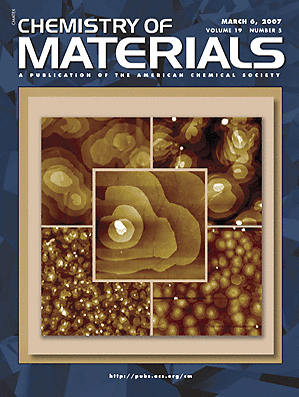 CMATEX
CHEMISTRY OF
MARCH 6, 2007
VOLUME 19 NUMBER 5
MATERIALS
A PUBLICATION OF THE AMERICAN CHEMICAL SOCIETY
http://pubs.acs.org/cm